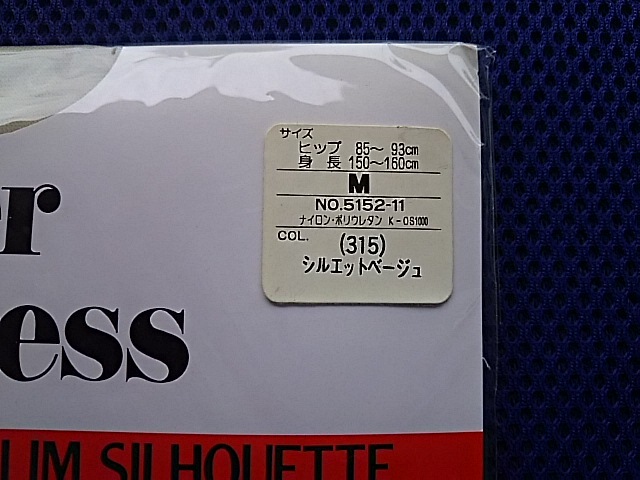 サイズ
ヒップ 85～ 93cm
身 長 150～160cm
M
NO.5152-11
ナイロン・ポリウレタン K-OS1000
COL.
(315)
シルエットベージュ
er
ess
LIM SILHOUETTE